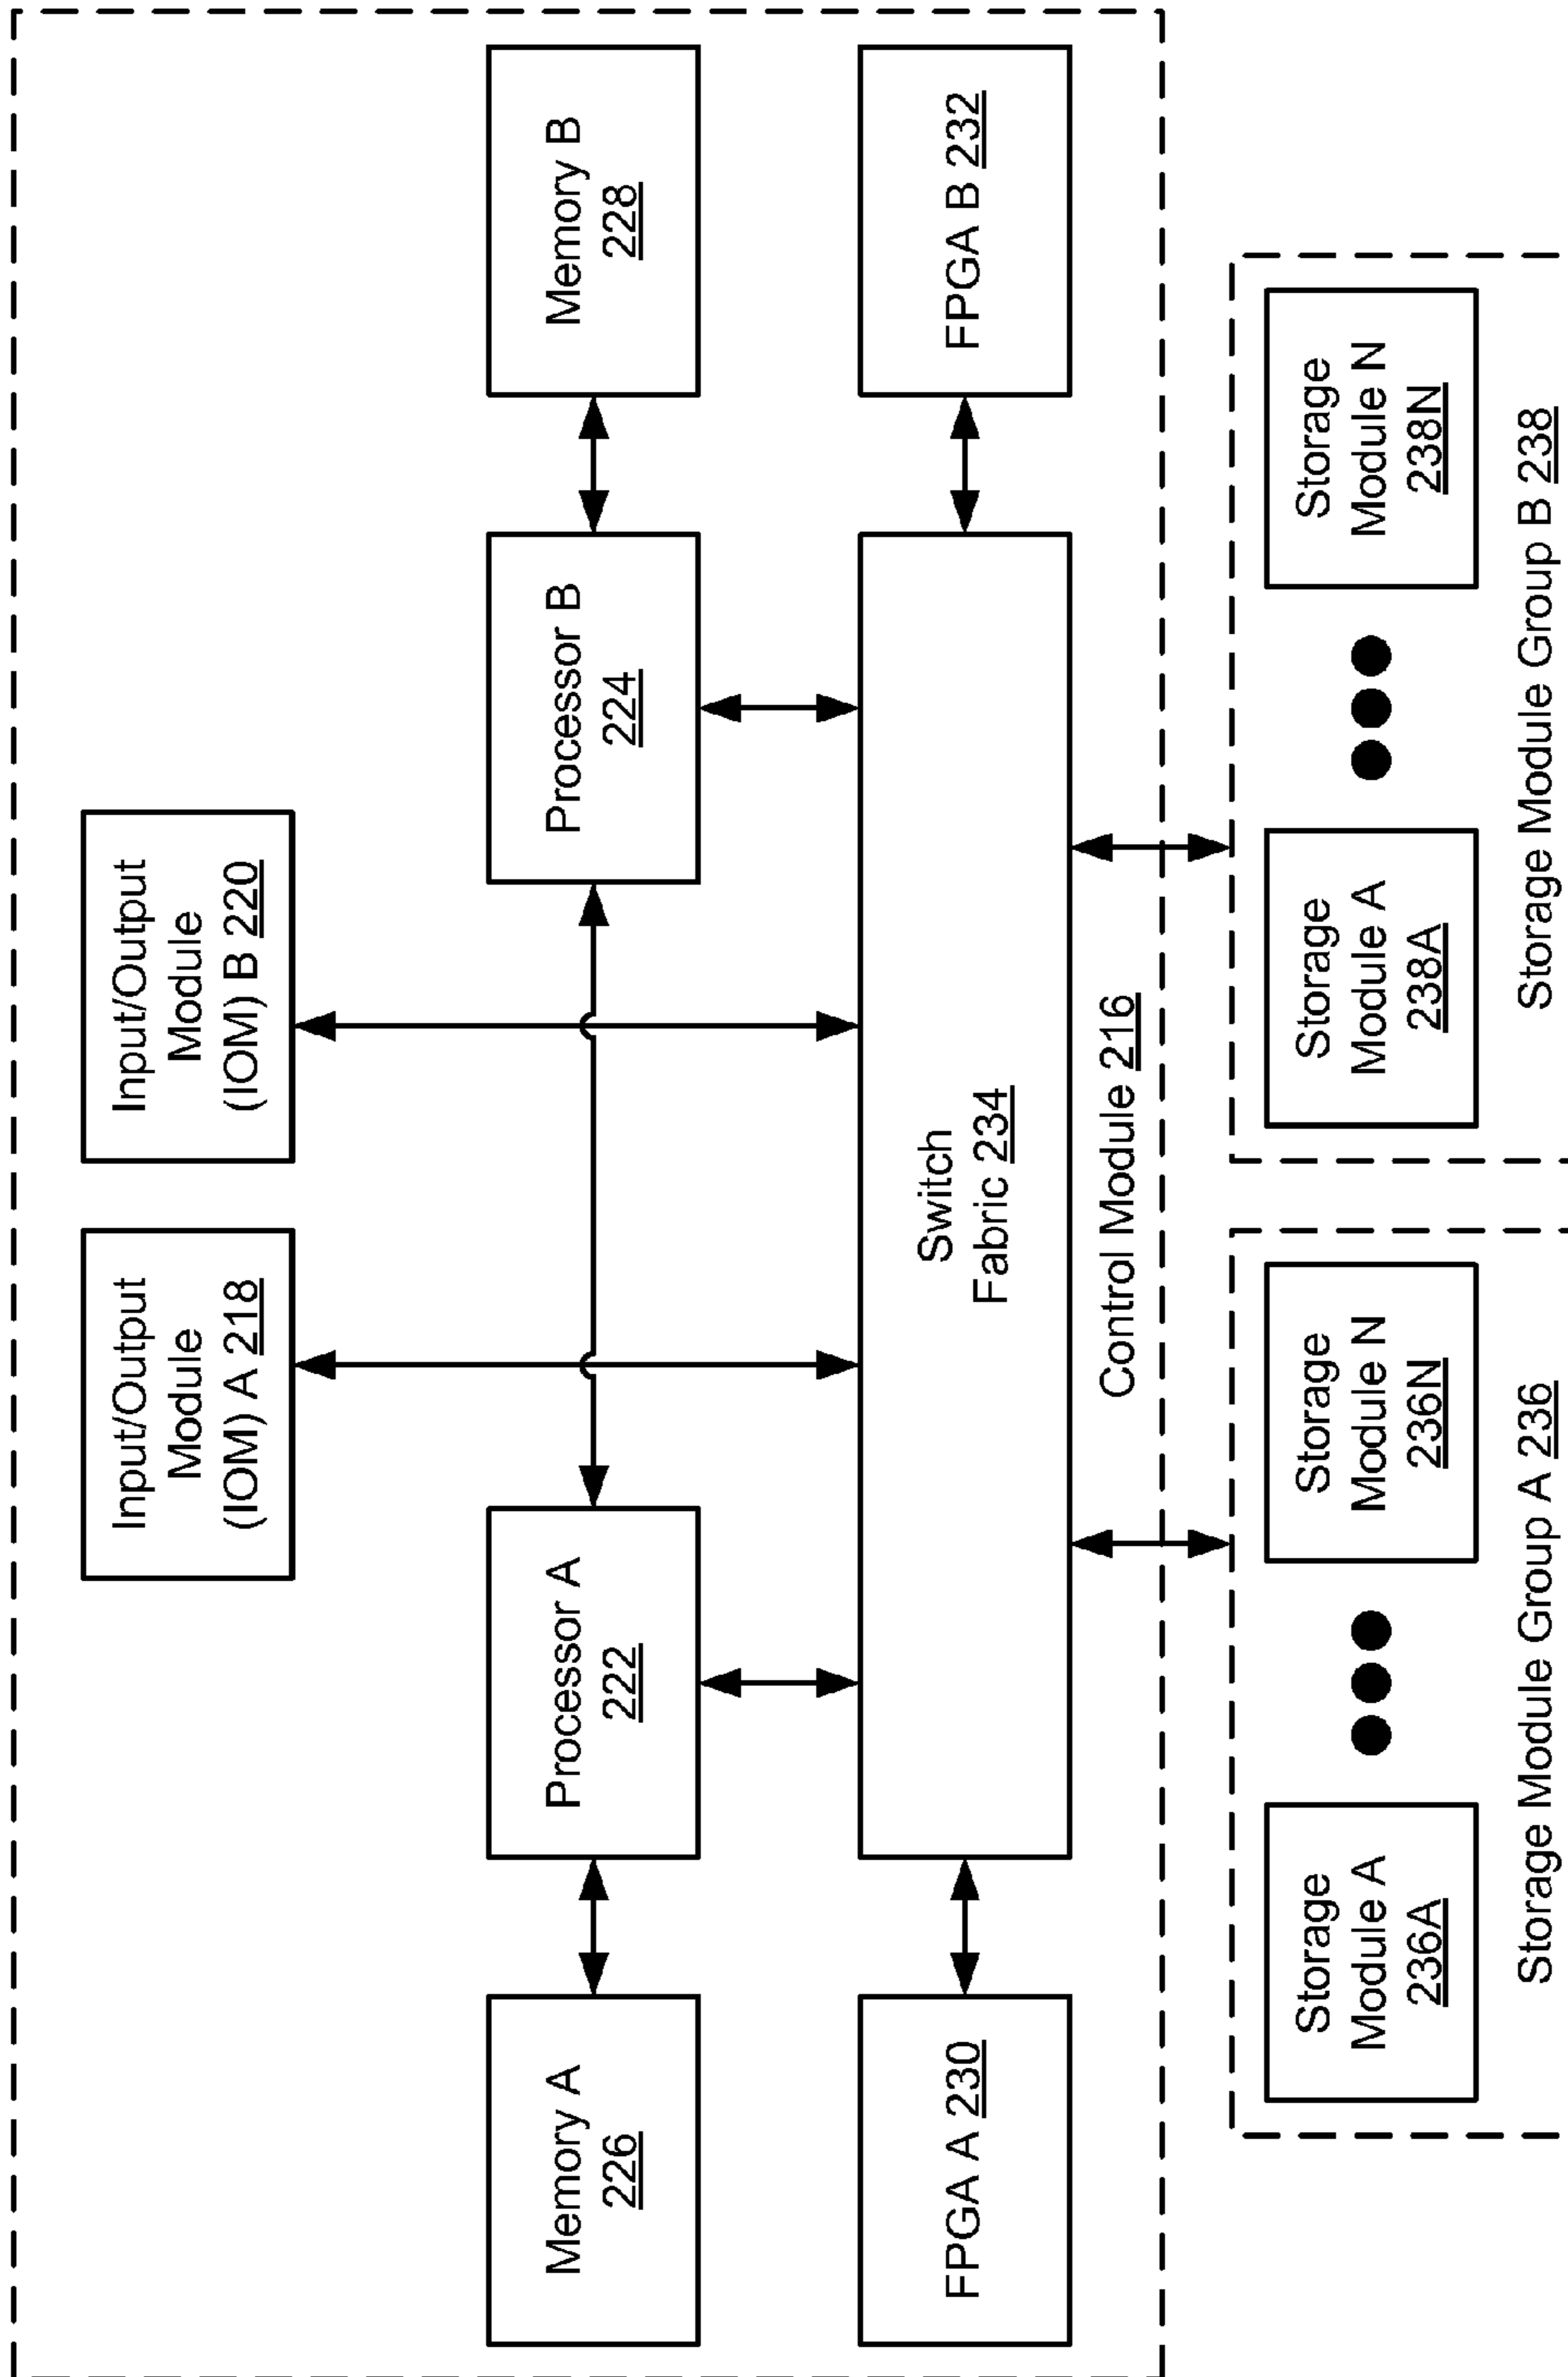 Input/Output
Module
(IOM) A 218
Input/Output
Module
(IOM) B 220
Memory A
226
Processor A
222
Processor B
224
Memory B
228
FPGA A 230
Switch
Fabric 234
FPGA B 232
Control Module 216
Storage
Module A
236A
Storage
Module N
236N
Storage Module Group A 236
Storage
Module A
238A
Storage
Module N
238N
Storage Module Group B 238